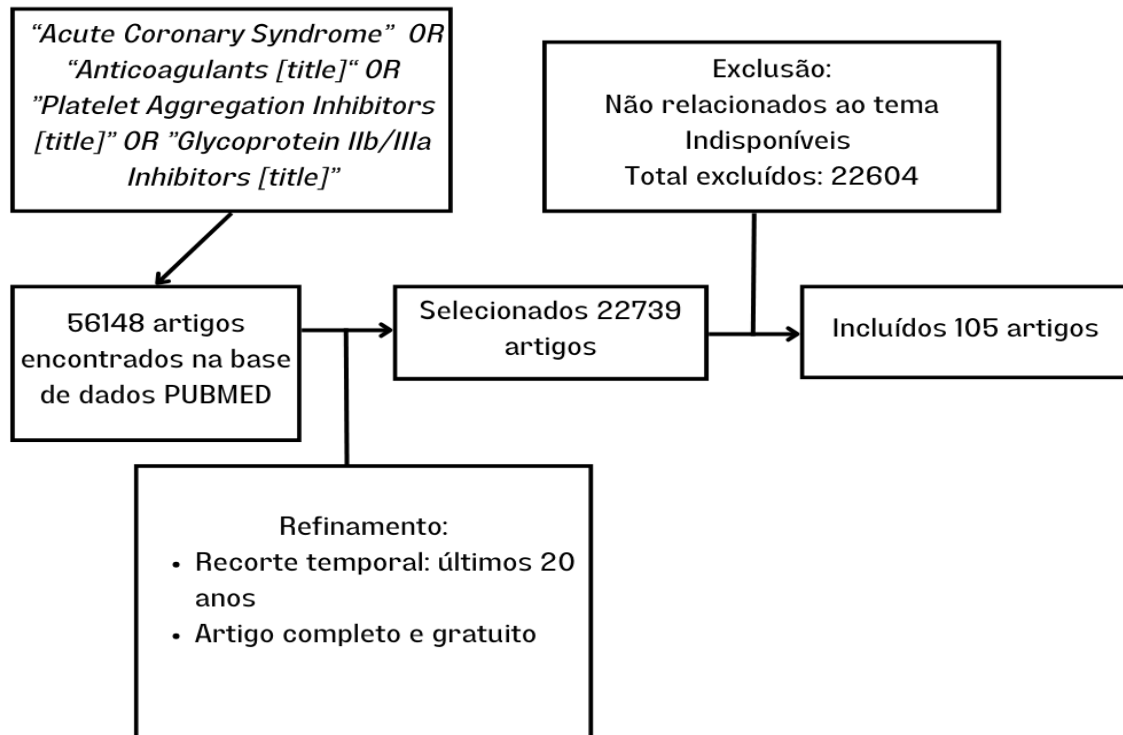 “Acute Coronary Syndrome” OR
“Anticoagulants [title]“ OR
”Platelet Aggregation Inhibitors
[title]” OR ”Glycoprotein IIb/IIIa
Inhibitors [title]”
Exclusão:
Não relacionados ao tema
Indisponíveis
Total excluídos: 22604
56148 artigos
encontrados na base
de dados PUBMED
Selecionados 22739
artigos
Incluídos 105 artigos
Refinamento:
• Recorte temporal: últimos 20
anos
• Artigo completo e gratuito